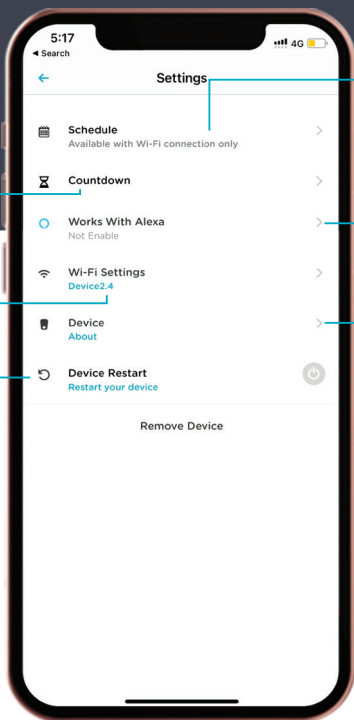 5:17
4G
Search
Settings
Schedule
Available with Wi-Fi connection only
Countdown
Works With Alexa
Not Enable
Wi-Fi Settings
Device2.4
Device
About
Device Restart
Restart your device
Remove Device